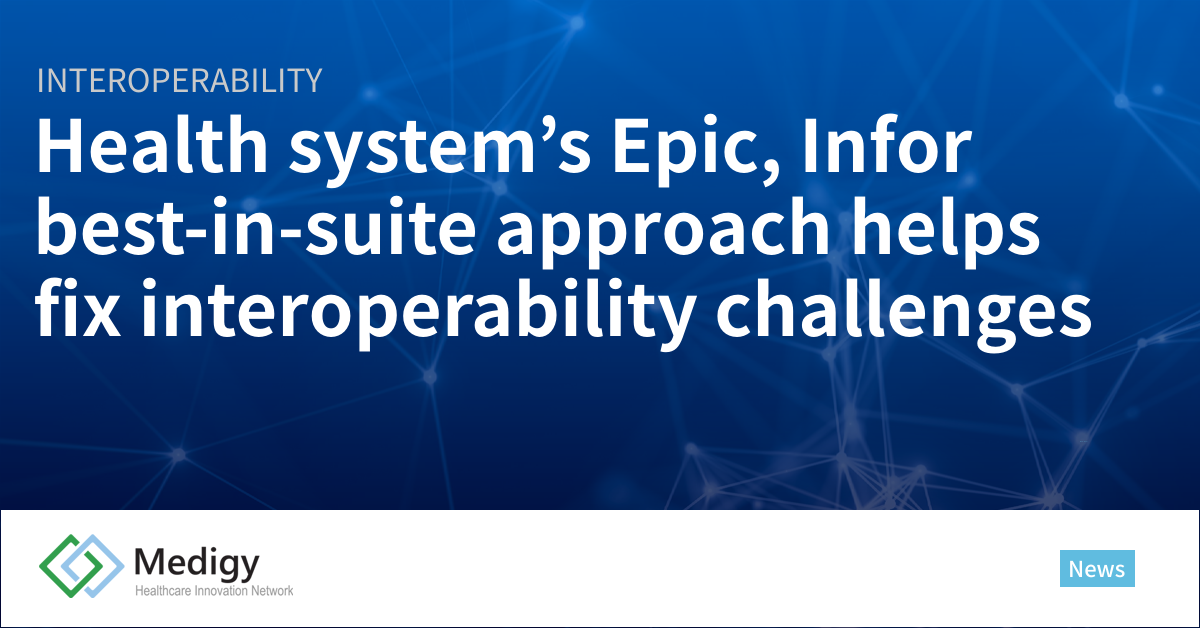 INTEROPERABILITY
Health system’s Epic, Infor
best-in-suite approach helps
fix interoperability challenges
Medigy
Healthcare Innovation Network
News